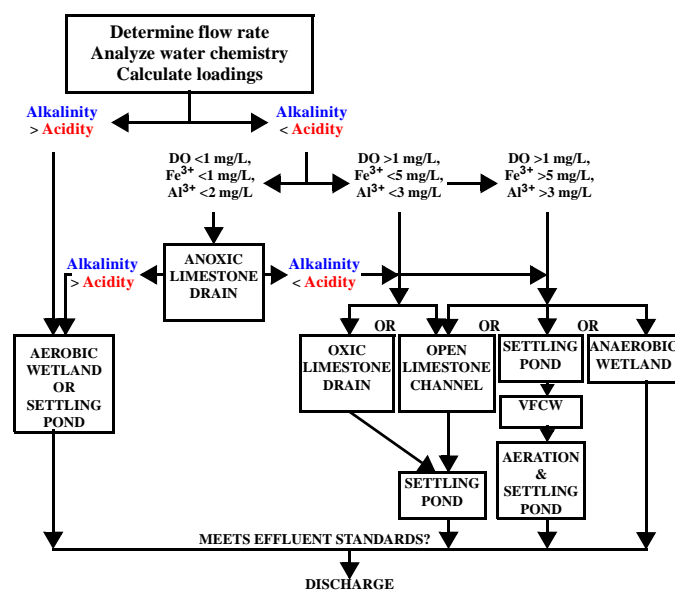 Determine flow rate
Analyze water chemistry
Calculate loadings
Alkalinity
> Acidity
Alkalinity
< Acidity
DO <1 mg/L,
Fe³⁺ <1 mg/L,
Al³⁺ <2 mg/L
DO >1 mg/L,
Fe³⁺ <5 mg/L,
Al³⁺ <3 mg/L
DO >1 mg/L,
Fe³⁺ >5 mg/L,
Al³⁺ >3 mg/L
Alkalinity
> Acidity
ANOXIC
LIMESTONE
DRAIN
Alkalinity
< Acidity
OR
OR
OR
AEROBIC
WETLAND
OR
SETTLING
POND
OXIC
LIMESTONE
DRAIN
OPEN
LIMESTONE
CHANNEL
SETTLING
POND
ANAEROBIC
WETLAND
VFCW
SETTLING
POND
AERATION
&
SETTLING
POND
MEETS EFFLUENT STANDARDS?
DISCHARGE